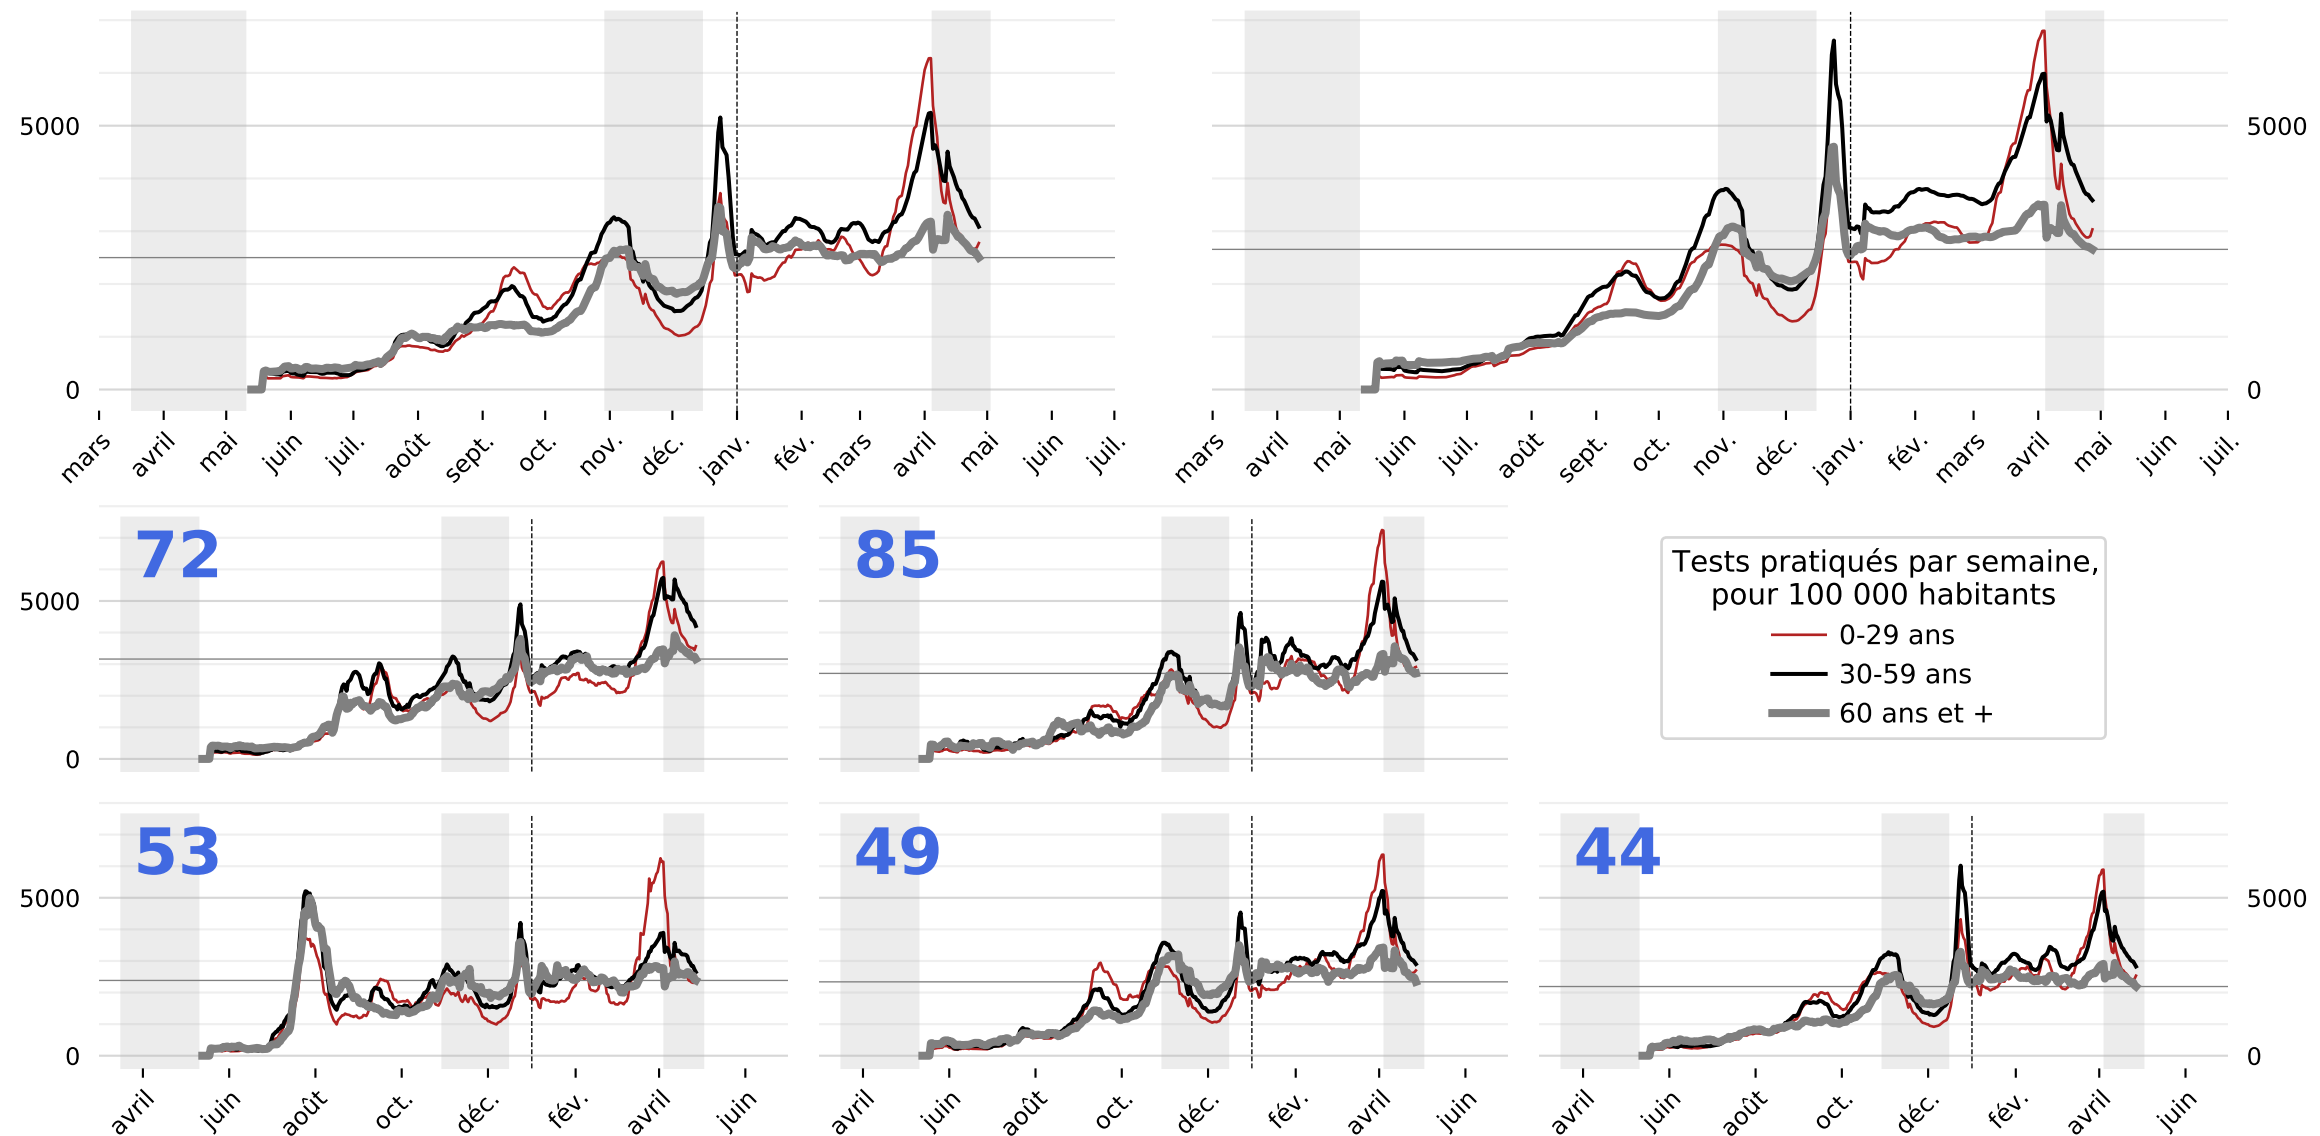 5000
0
mars avril mai juin juil. août sept. oct. nov. déc. janv. fév. mars avril mai juin juil.
5000
0
mars avril mai juin juil. août sept. oct. nov. déc. janv. fév. mars avril mai juin juil.
72
5000
0
85
Tests pratiqués par semaine,
pour 100 000 habitants
0-29 ans
30-59 ans
60 ans et +
53
5000
0
avril juin août oct. déc. fév. avril juin
49
avril juin août oct. déc. fév. avril juin
44
5000
0
avril juin août oct. déc. fév. avril juin